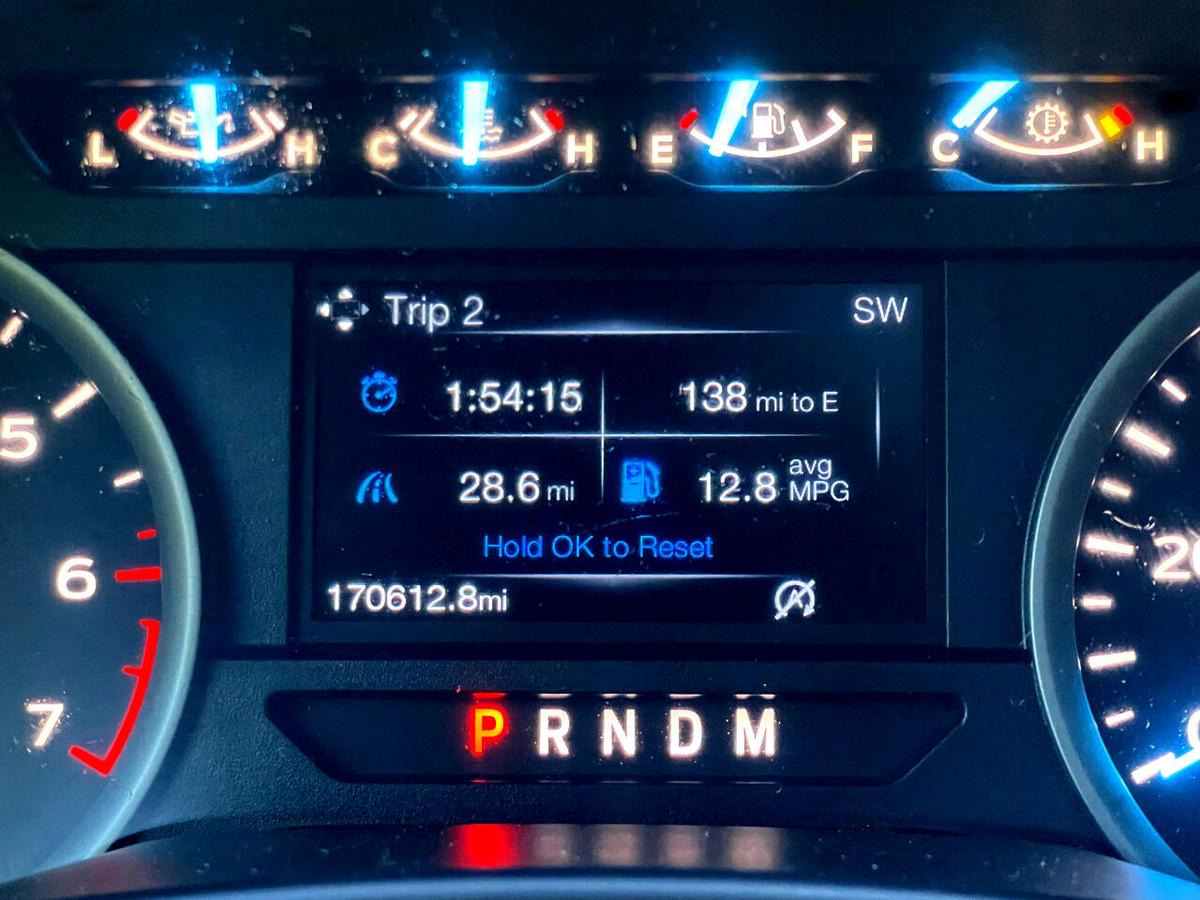 L H C H E F C H
Trip 2 SW
1:54:15 138 mi to E
28.6 mi 12.8 avg MPG
Hold OK to Reset
170612.8mi
5
6
7
P R N D M